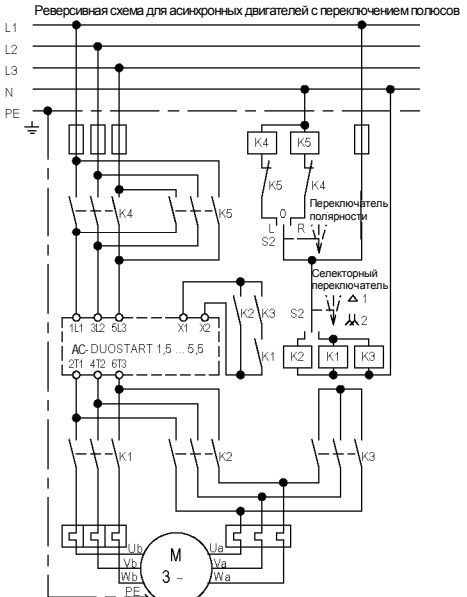 Реверсивная схема для асинхронных двигателей с переключением полюсов
L1
L2
L3
N
PE
K4 K5
K5 K4
K4 K5
Переключатель
полярности
L 0 R
S2
Селекторный
переключатель
S2
1
2
1L1 3L2 5L3 X1 X2
K2 K3
K1
AC- DUOSTART 1,5 ... 5,5
2T1 4T2 6T3
K2 K1 K3
K1 K2 K3
Ub Ua
Vb Va
Wb Wa
M
3 ~
PE